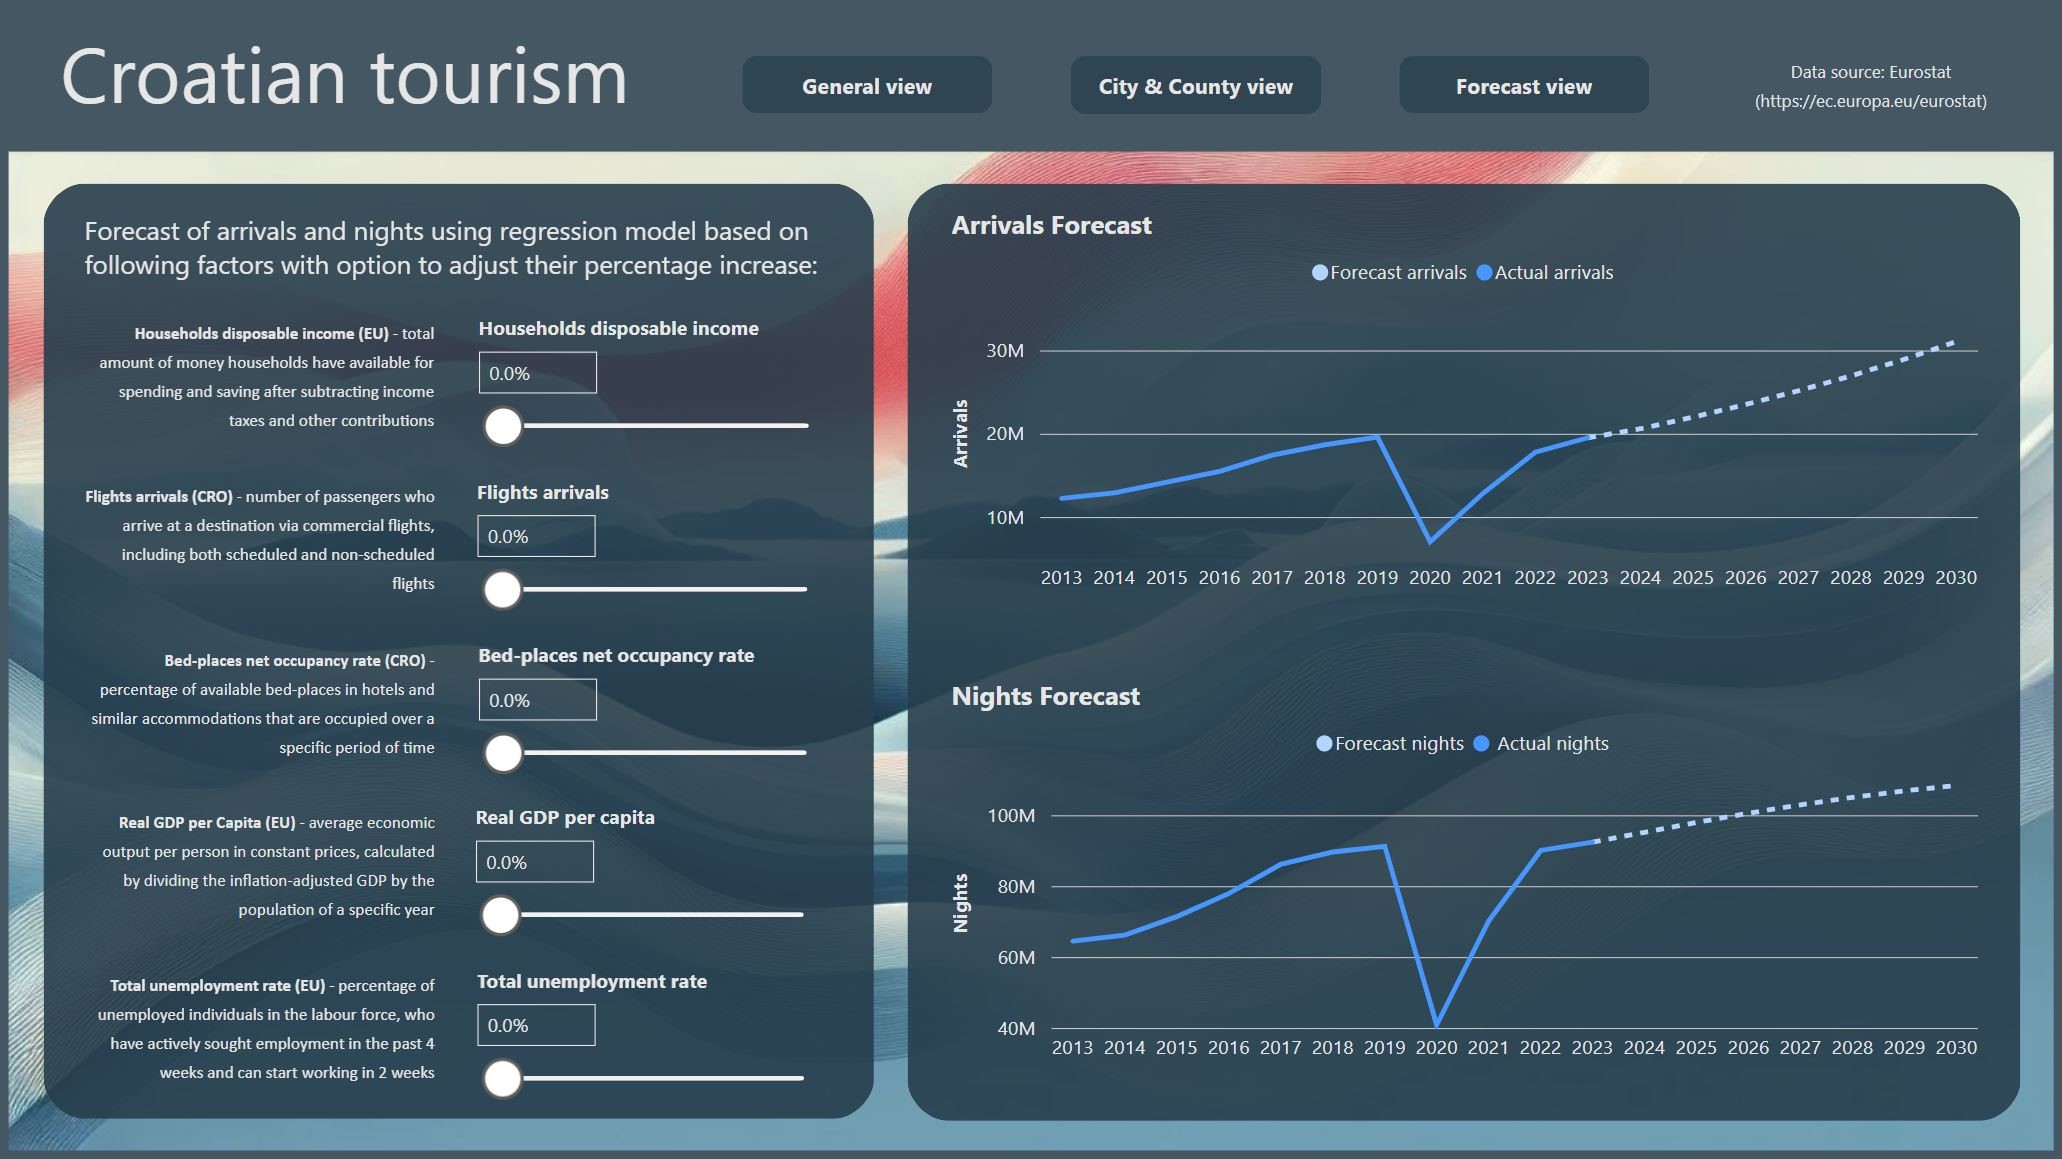 Croatian tourism
General view
City & County view
Forecast view
Data source: Eurostat
(https://ec.europa.eu/eurostat)
Forecast of arrivals and nights using regression model based on
following factors with option to adjust their percentage increase:
Households disposable income (EU) - total
amount of money households have available for
spending and saving after subtracting income
taxes and other contributions
Households disposable income
0.0%
Flights arrivals (CRO) - number of passengers who
arrive at a destination via commercial flights,
including both scheduled and non-scheduled
flights
Flights arrivals
0.0%
Bed-places net occupancy rate (CRO) -
percentage of available bed-places in hotels and
similar accommodations that are occupied over a
specific period of time
Bed-places net occupancy rate
0.0%
Real GDP per Capita (EU) - average economic
output per person in constant prices, calculated
by dividing the inflation-adjusted GDP by the
population of a specific year
Real GDP per capita
0.0%
Total unemployment rate (EU) - percentage of
unemployed individuals in the labour force, who
have actively sought employment in the past 4
weeks and can start working in 2 weeks
Total unemployment rate
0.0%
Arrivals Forecast
Forecast arrivals Actual arrivals
Arrivals
30M
20M
10M
2013 2014 2015 2016 2017 2018 2019 2020 2021 2022 2023 2024 2025 2026 2027 2028 2029 2030
Nights Forecast
Forecast nights Actual nights
Nights
100M
80M
60M
40M
2013 2014 2015 2016 2017 2018 2019 2020 2021 2022 2023 2024 2025 2026 2027 2028 2029 2030